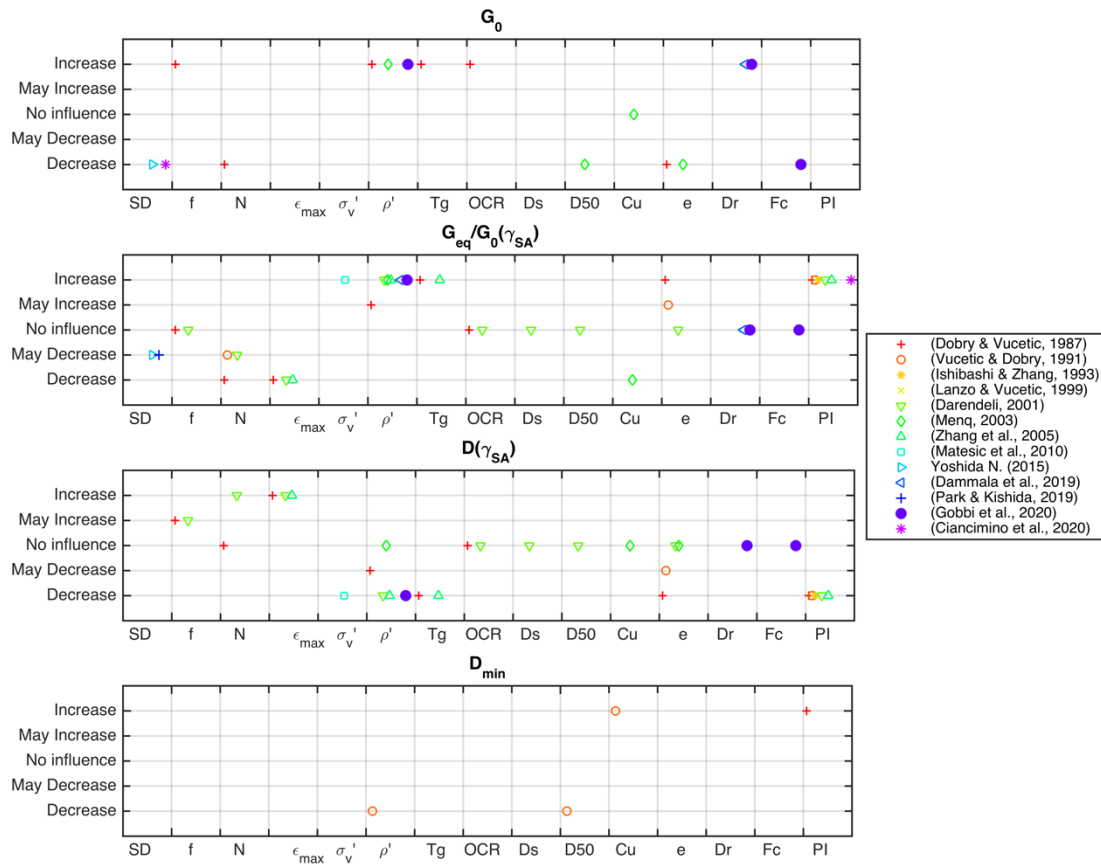 G0
Increase
May Increase
No influence
May Decrease
Decrease
SD f N ϵmax σv' ρ' Tg OCR Ds D50 Cu e Dr Fc PI
Geq/G0(γSA)
Increase
May Increase
No influence
May Decrease
Decrease
SD f N ϵmax σv' ρ' Tg OCR Ds D50 Cu e Dr Fc PI
D(γSA)
Increase
May Increase
No influence
May Decrease
Decrease
SD f N ϵmax σv' ρ' Tg OCR Ds D50 Cu e Dr Fc PI
Dmin
Increase
May Increase
No influence
May Decrease
Decrease
SD f N ϵmax σv' ρ' Tg OCR Ds D50 Cu e Dr Fc PI
(Dobry & Vucetic, 1987)
(Vucetic & Dobry, 1991)
(Ishibashi & Zhang, 1993)
(Lanzo & Vucetic, 1999)
(Darendeli, 2001)
(Menq, 2003)
(Zhang et al., 2005)
(Matesic et al., 2010)
Yoshida N. (2015)
(Dammala et al., 2019)
(Park & Kishida, 2019)
(Gobbi et al., 2020)
(Ciancimino et al., 2020)